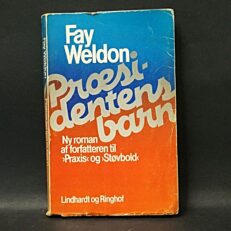 Fay
Weldon
Præsi-
dentens
barn
Ny roman
af forfatteren til
›Praxis‹ og ›Støvbold‹
Lindhardt og Ringhof